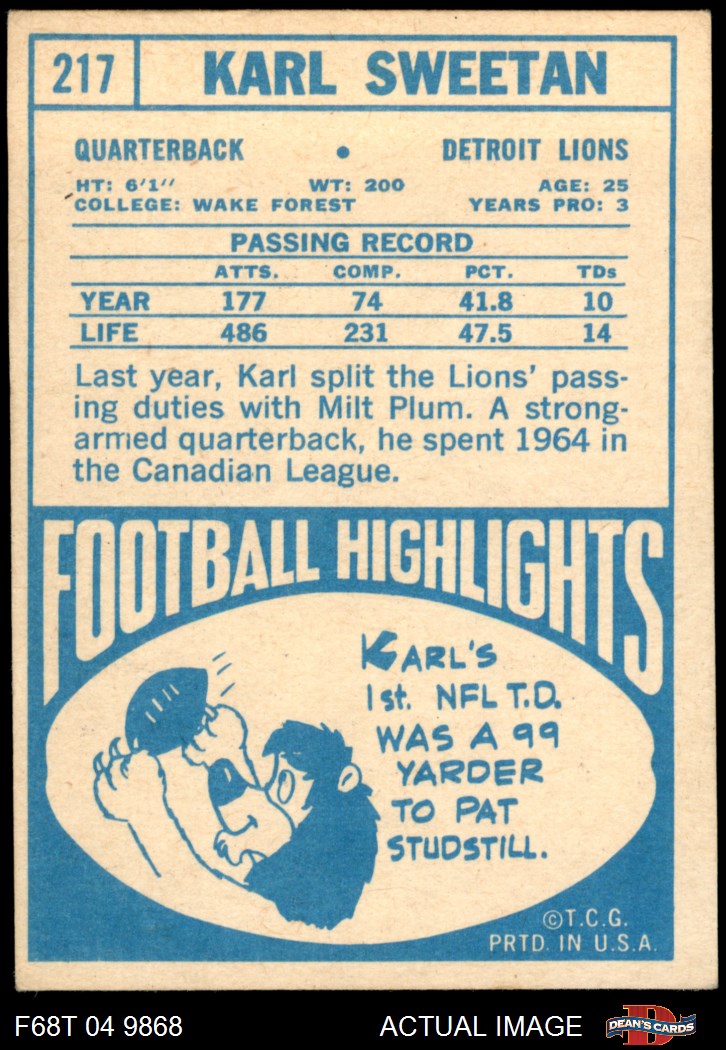 217 KARL SWEETAN
QUARTERBACK • DETROIT LIONS
HT: 6'1" WT: 200 AGE: 25
COLLEGE: WAKE FOREST YEARS PRO: 3
PASSING RECORD
ATTS. COMP. PCT. TDs
YEAR 177 74 41.8 10
LIFE 486 231 47.5 14
Last year, Karl split the Lions' pass-
ing duties with Milt Plum. A strong-
armed quarterback, he spent 1964 in
the Canadian League.
FOOTBALL HIGHLIGHTS
KARL'S
1st. NFL T.D.
WAS A 99
YARDER
TO PAT
STUDSTILL.
©T.C.G.
PRTD. IN U.S.A.
F68T 04 9868 ACTUAL IMAGE D DEAN'S CARDS